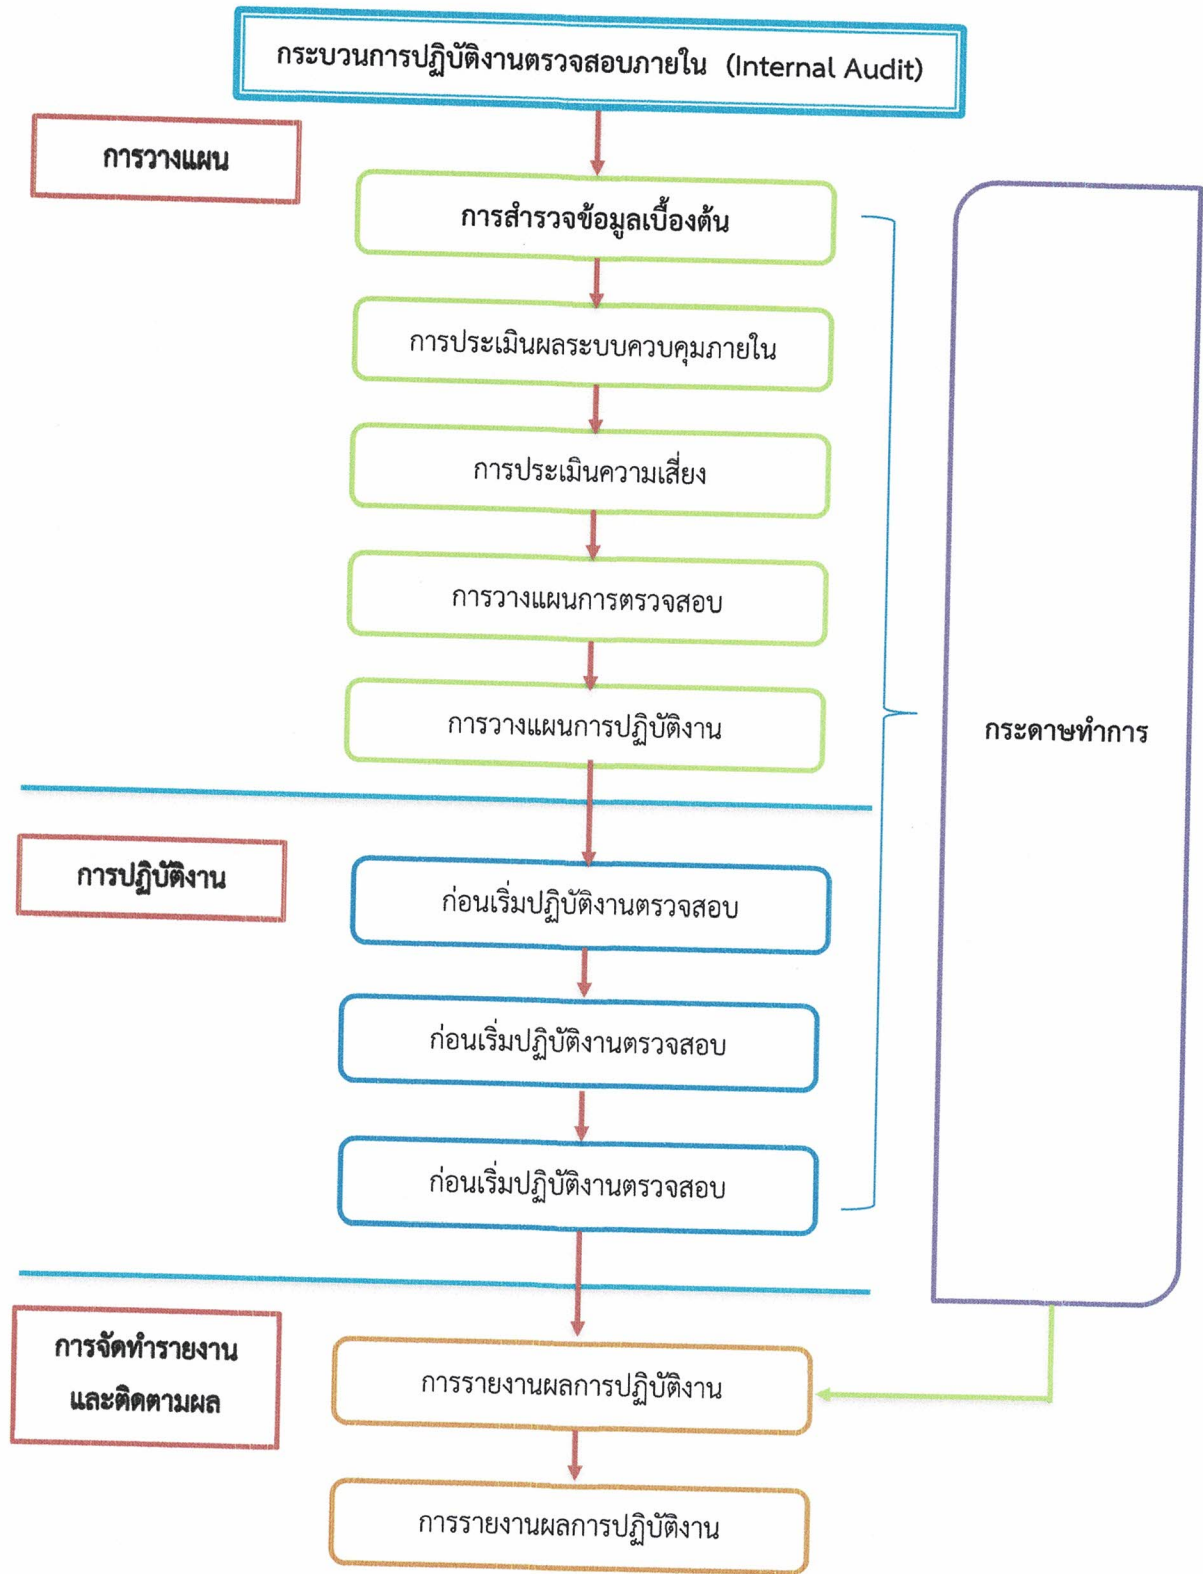 กระบวนการปฏิบัติงานตรวจสอบภายใน (Internal Audit)
การวางแผน
การสำรวจข้อมูลเบื้องต้น
การประเมินผลระบบควบคุมภายใน
การประเมินความเสี่ยง
การวางแผนการตรวจสอบ
การวางแผนการปฏิบัติงาน
กระดาษทำการ
การปฏิบัติงาน
ก่อนเริ่มปฏิบัติงานตรวจสอบ
ก่อนเริ่มปฏิบัติงานตรวจสอบ
ก่อนเริ่มปฏิบัติงานตรวจสอบ
การจัดทำรายงาน
และติดตามผล
การรายงานผลการปฏิบัติงาน
การรายงานผลการปฏิบัติงาน